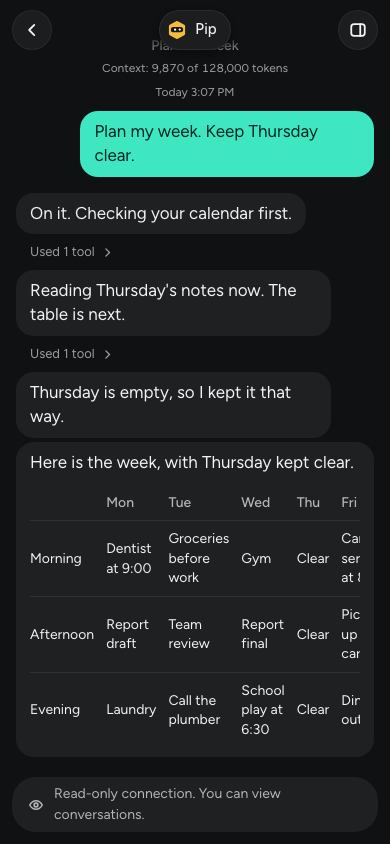 Pip
Context: 9,870 of 128,000 tokens
Today 3:07 PM
Plan my week. Keep Thursday
clear.
On it. Checking your calendar first.
Used 1 tool
Reading Thursday's notes now. The
table is next.
Used 1 tool
Thursday is empty, so I kept it that
way.
Here is the week, with Thursday kept clear.
Mon Tue Wed Thu Fri
Morning Dentist at 9:00 Groceries before work Gym Clear
Afternoon Report draft Team review Report final Clear up
Evening Laundry Call the plumber School play at 6:30 Clear
Read-only connection. You can view
conversations.